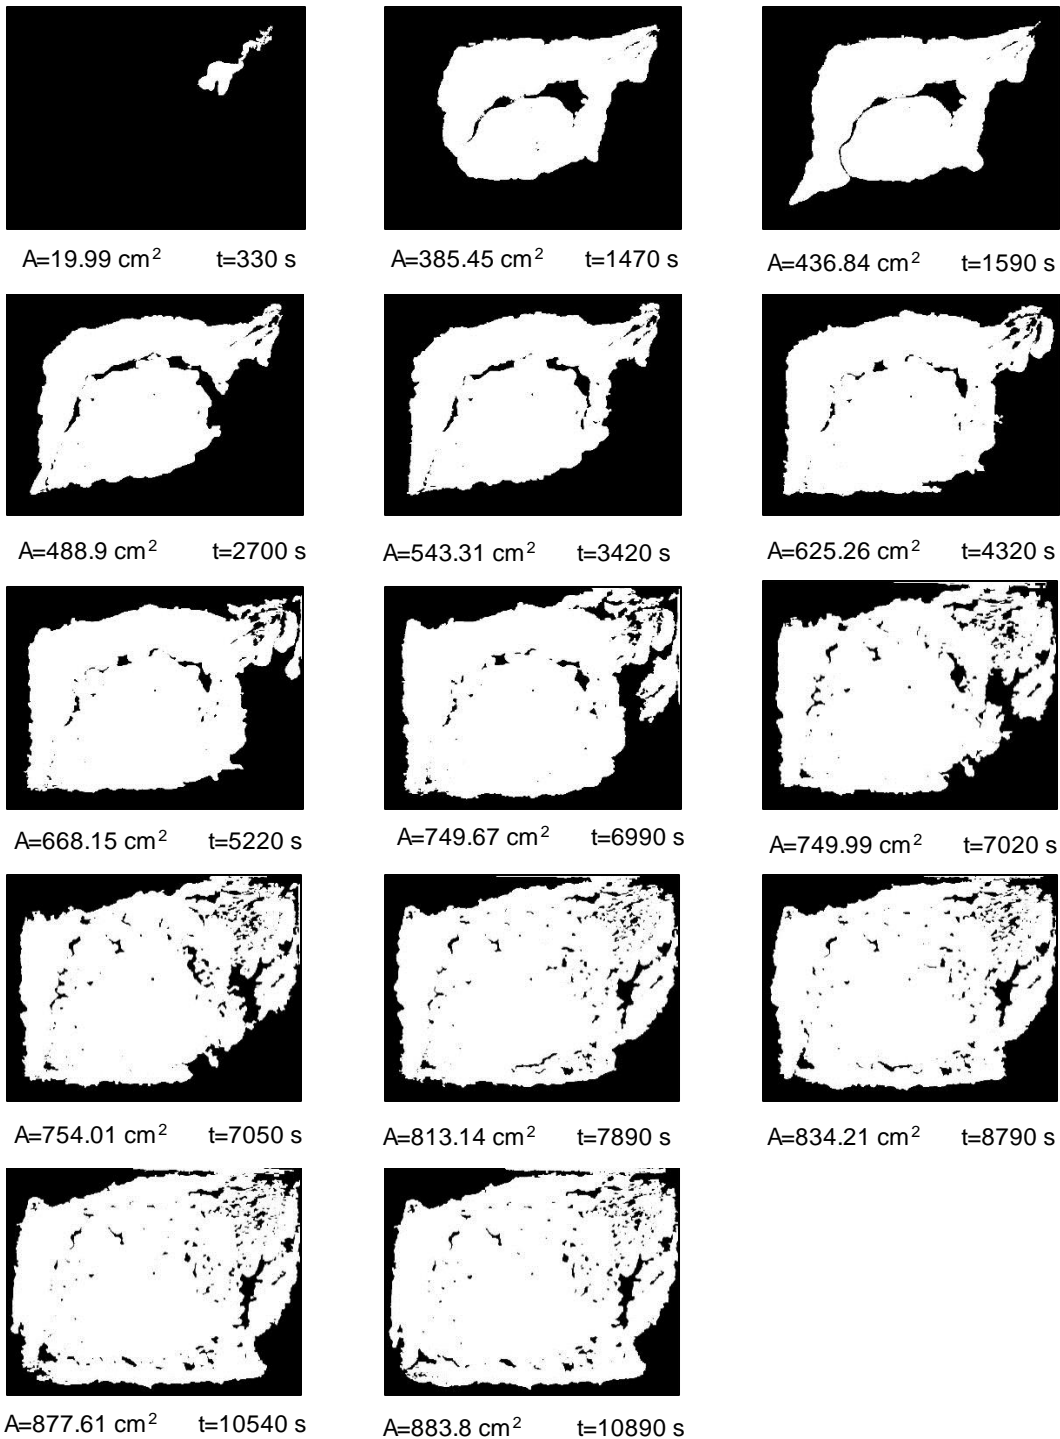 A=19.99 cm² t=330 s
A=385.45 cm² t=1470 s
A=436.84 cm² t=1590 s
A=488.9 cm² t=2700 s
A=543.31 cm² t=3420 s
A=625.26 cm² t=4320 s
A=668.15 cm² t=5220 s
A=749.67 cm² t=6990 s
A=749.99 cm² t=7020 s
A=754.01 cm² t=7050 s
A=813.14 cm² t=7890 s
A=834.21 cm² t=8790 s
A=877.61 cm² t=10540 s
A=883.8 cm² t=10890 s